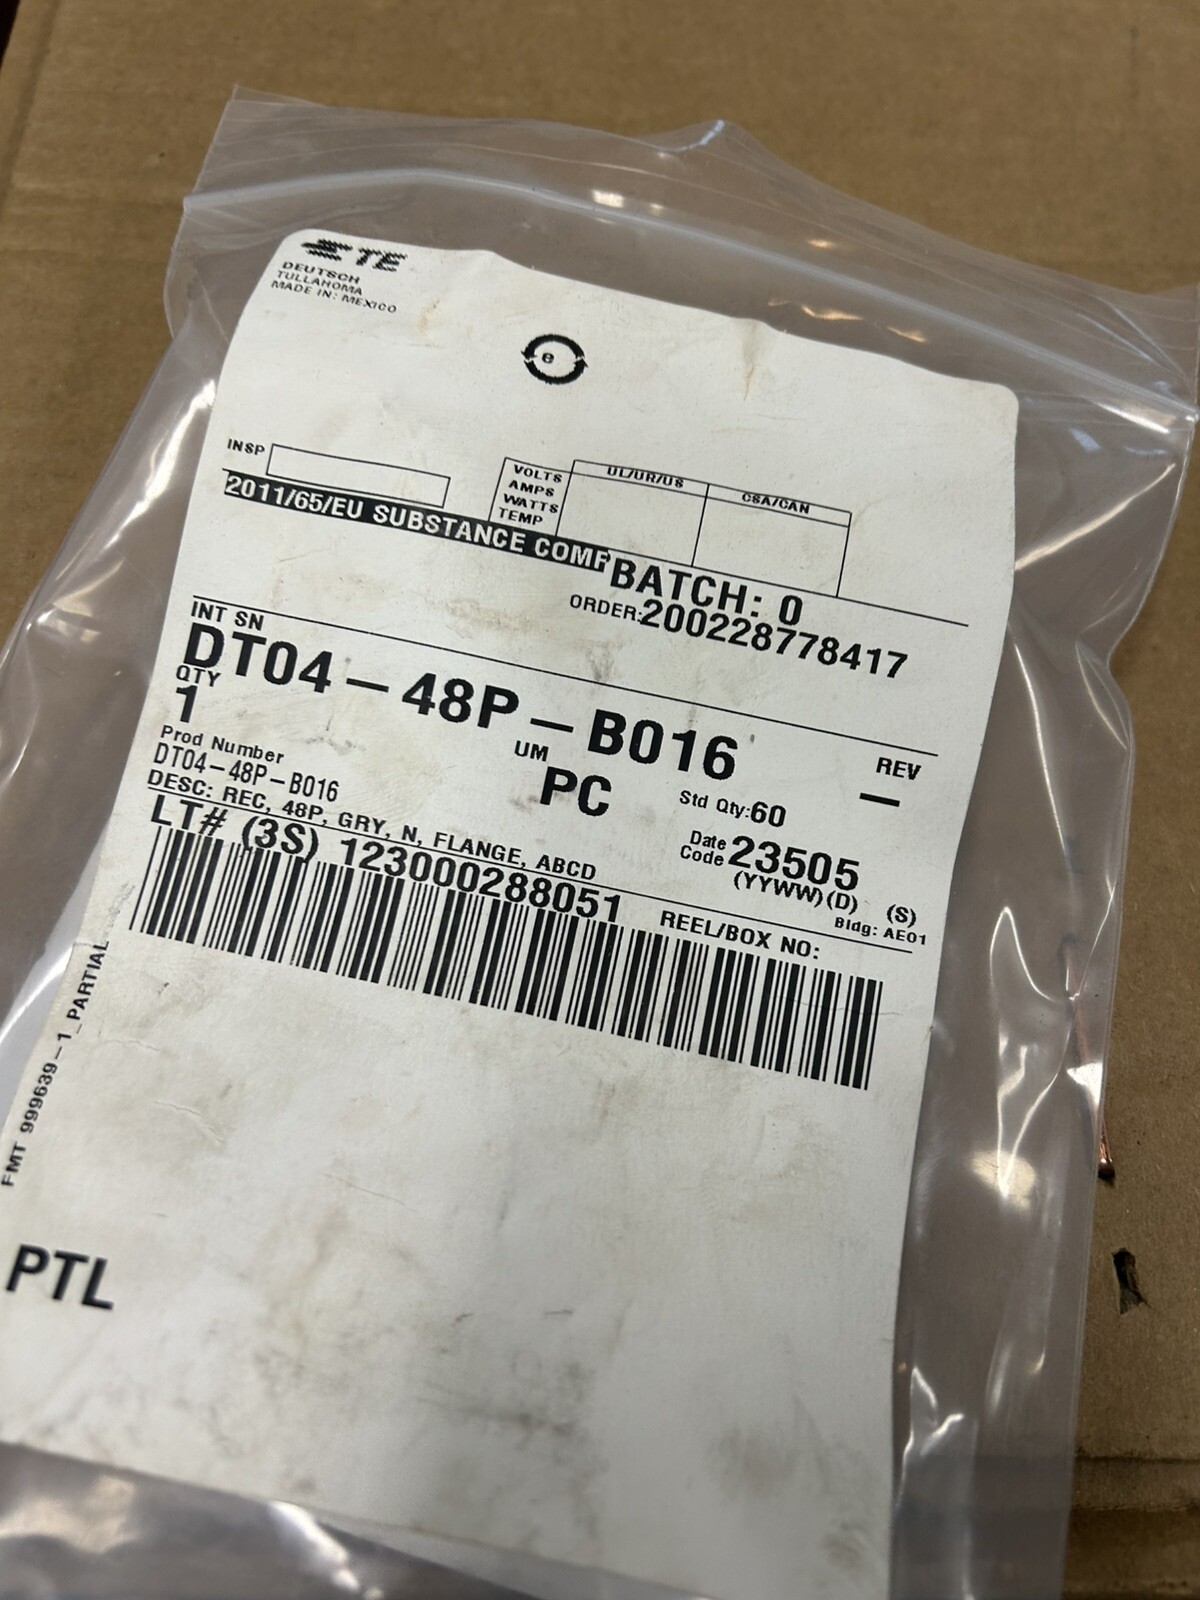 TE
DEUTSCH
TULLAHOMA
MADE IN: MEXICO
e
INSP
VOLTS
AMPS
WATTS
TEMP
UL/UR/US
CSA/CAN
2011/65/EU SUBSTANCE COMP
BATCH: 0
ORDER:200228778417
INT SN
DT04-48P-B016
QTY
1
UM
PC
REV
—
Prod Number
DT04-48P-B016
Std Qty:60
DESC: REC, 48P, GRY, N, FLANGE, ABCD
Date Code 23505
(YYWW)(D) (S)
Bldg: AE01
LT# (3S) 123000288051
REEL/BOX NO:
FMT 999639-1_PARTIAL
PTL